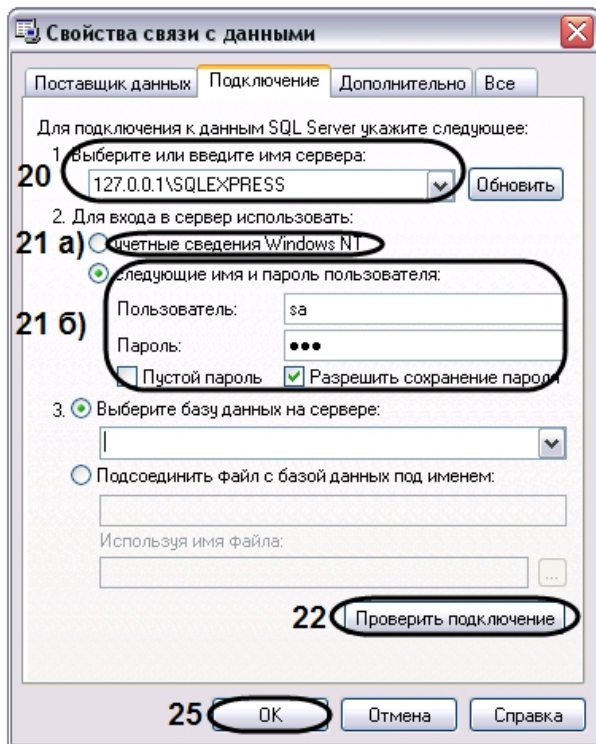 Свойства связи с данными
Поставщик данных Подключение Дополнительно Все
Для подключения к данным SQL Server укажите следующее:
1. Выберите или введите имя сервера:
20 127.0.0.1\SQLEXPRESS Обновить
2. Для входа в сервер использовать:
21 а) учетные сведения Windows NT
следующие имя и пароль пользователя:
21 б) Пользователь: sa
Пароль: ●●●
Пустой пароль Разрешить сохранение пароля
3. Выберите базу данных на сервере:
Подсоединить файл с базой данных под именем:
Используя имя файла:
...
22 Проверить подключение
25 ОК Отмена Справка